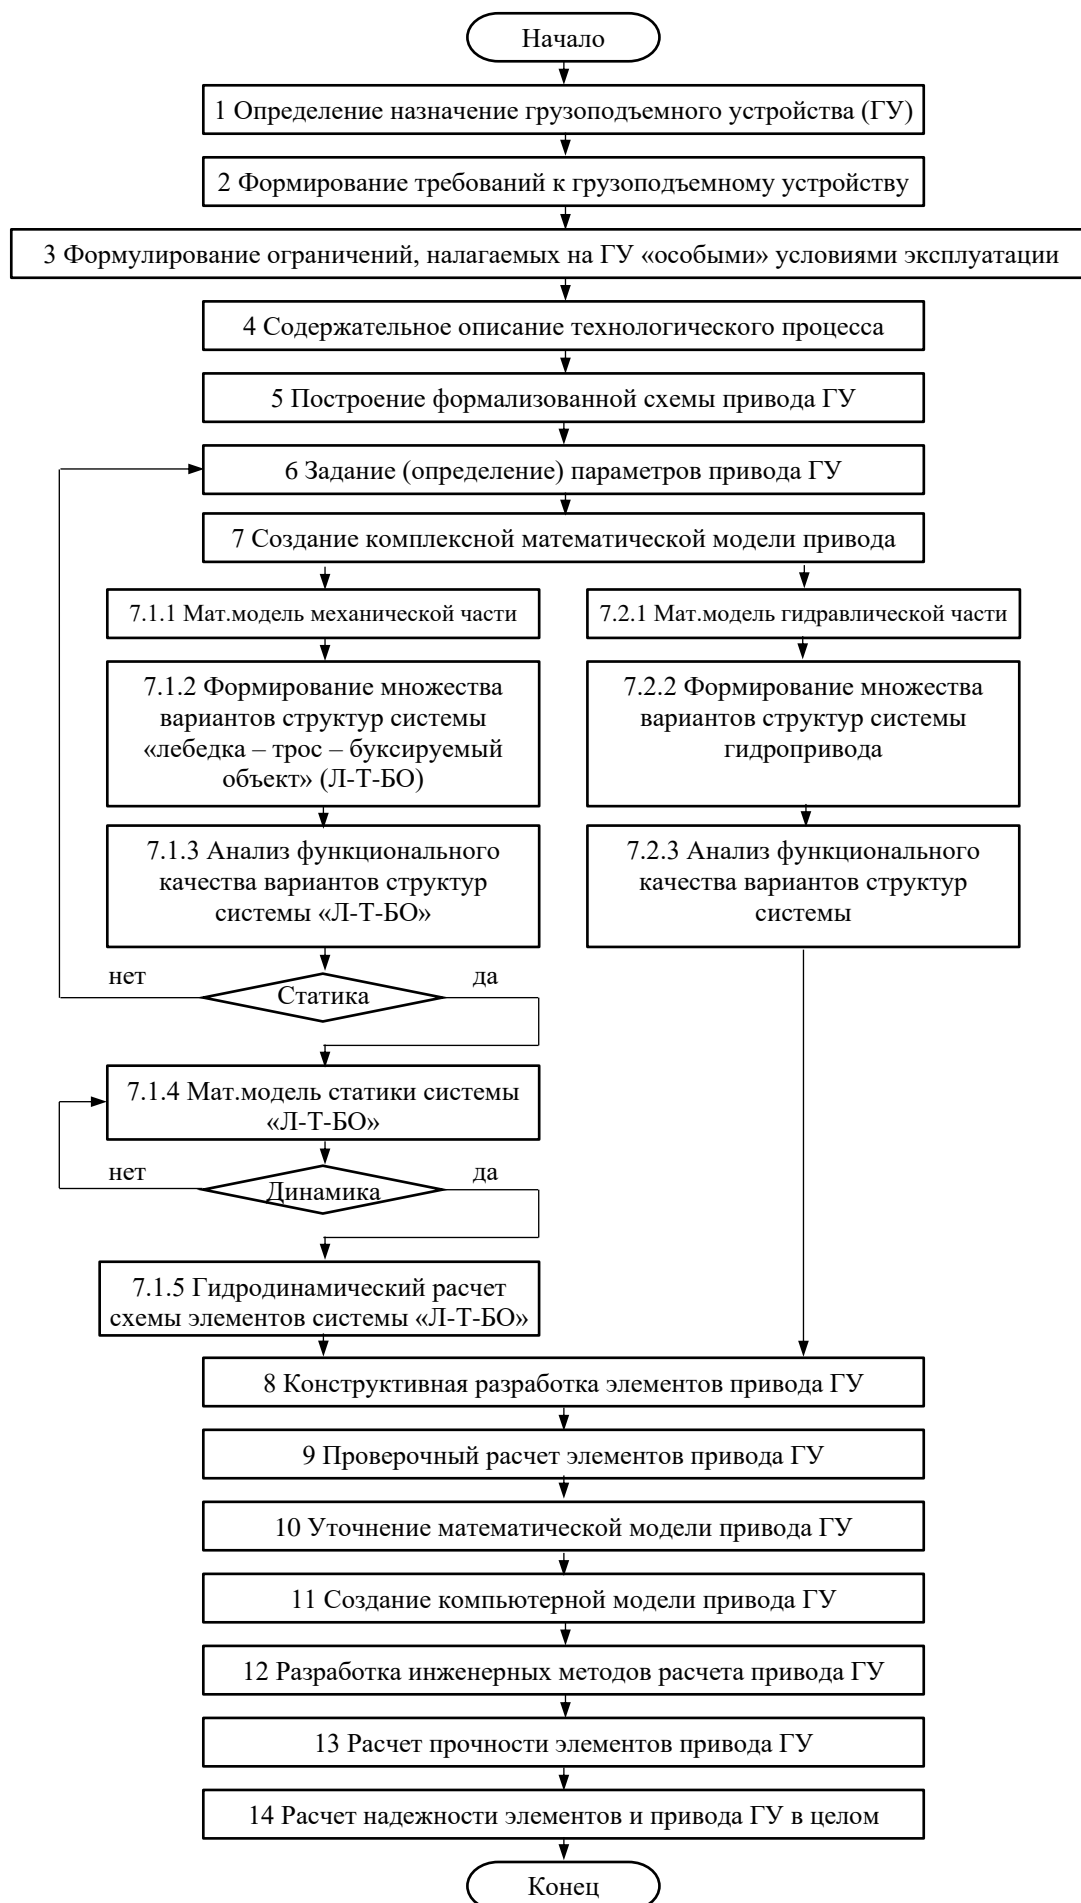 Начало
1 Определение назначение грузоподъемного устройства (ГУ)
2 Формирование требований к грузоподъемному устройству
3 Формулирование ограничений, налагаемых на ГУ «особыми» условиями эксплуатации
4 Содержательное описание технологического процесса
5 Построение формализованной схемы привода ГУ
6 Задание (определение) параметров привода ГУ
7 Создание комплексной математической модели привода
7.1.1 Мат.модель механической части
7.1.2 Формирование множества
вариантов структур системы
«лебедка – трос – буксируемый
объект» (Л-Т-БО)
7.1.3 Анализ функционального
качества вариантов структур
системы «Л-Т-БО»
нет
Статика
да
7.1.4 Мат.модель статики системы
«Л-Т-БО»
нет
Динамика
да
7.1.5 Гидродинамический расчет
схемы элементов системы «Л-Т-БО»
7.2.1 Мат.модель гидравлической части
7.2.2 Формирование множества
вариантов структур системы
гидропривода
7.2.3 Анализ функционального
качества вариантов структур
системы
8 Конструктивная разработка элементов привода ГУ
9 Проверочный расчет элементов привода ГУ
10 Уточнение математической модели привода ГУ
11 Создание компьютерной модели привода ГУ
12 Разработка инженерных методов расчета привода ГУ
13 Расчет прочности элементов привода ГУ
14 Расчет надежности элементов и привода ГУ в целом
Конец